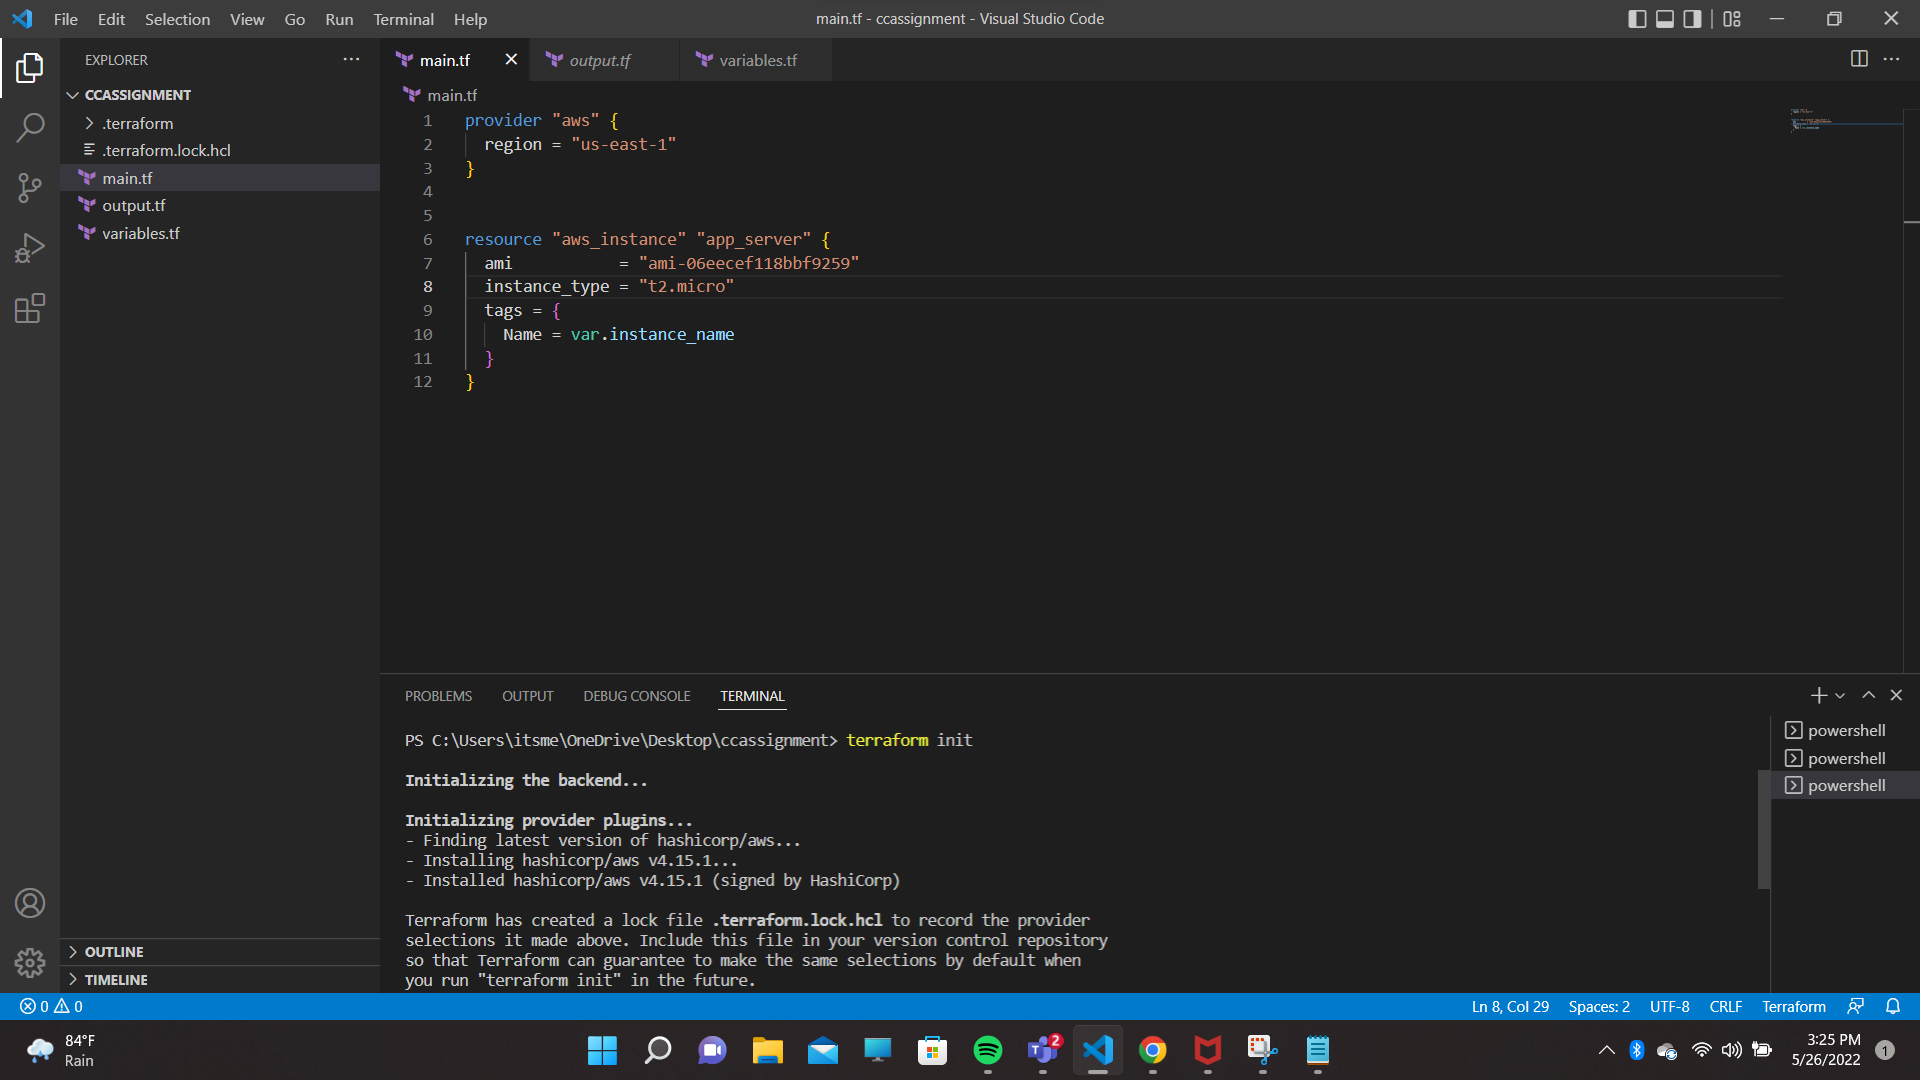 File Edit Selection View Go Run Terminal Help
main.tf - ccassignment - Visual Studio Code
EXPLORER
CCASSIGNMENT
.terraform
.terraform.lock.hcl
main.tf
output.tf
variables.tf
OUTLINE
TIMELINE
main.tf output.tf variables.tf
main.tf
1 provider "aws" {
2 region = "us-east-1"
3 }
4
5
6 resource "aws_instance" "app_server" {
7 ami           = "ami-06eecef118bbf9259"
8 instance_type = "t2.micro"
9 tags = {
10 Name = var.instance_name
11 }
12 }
PROBLEMS OUTPUT DEBUG CONSOLE TERMINAL
PS C:\Users\itsme\OneDrive\Desktop\ccassignment> terraform init
Initializing the backend...
Initializing provider plugins...
- Finding latest version of hashicorp/aws...
- Installing hashicorp/aws v4.15.1...
- Installed hashicorp/aws v4.15.1 (signed by HashiCorp)
Terraform has created a lock file .terraform.lock.hcl to record the provider
selections it made above. Include this file in your version control repository
so that Terraform can guarantee to make the same selections by default when
you run "terraform init" in the future.
powershell
powershell
powershell
0 0
Ln 8, Col 29 Spaces: 2 UTF-8 CRLF Terraform
84°F
Rain
2
3:25 PM
5/26/2022
1